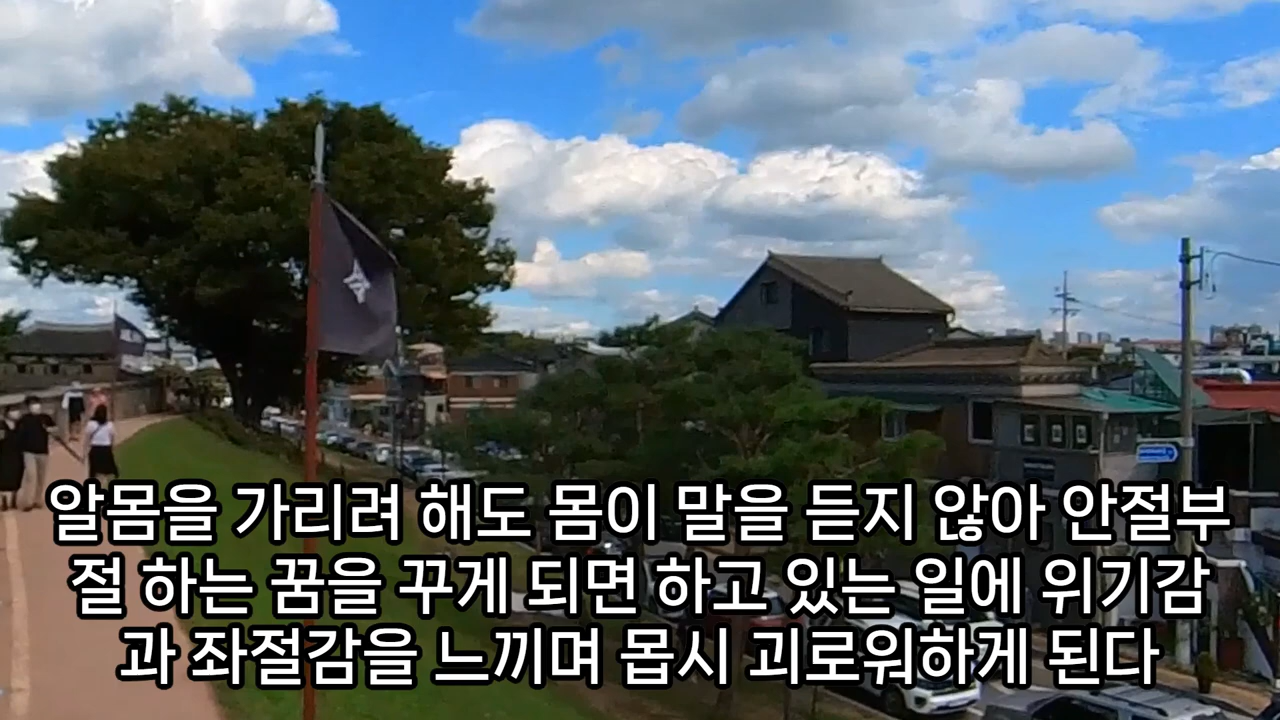 알몸을 가리려 해도 몸이 말을 듣지 않아 안절부
절 하는 꿈을 꾸게 되면 하고 있는 일에 위기감
과 좌절감을 느끼며 몹시 괴로워하게 된다